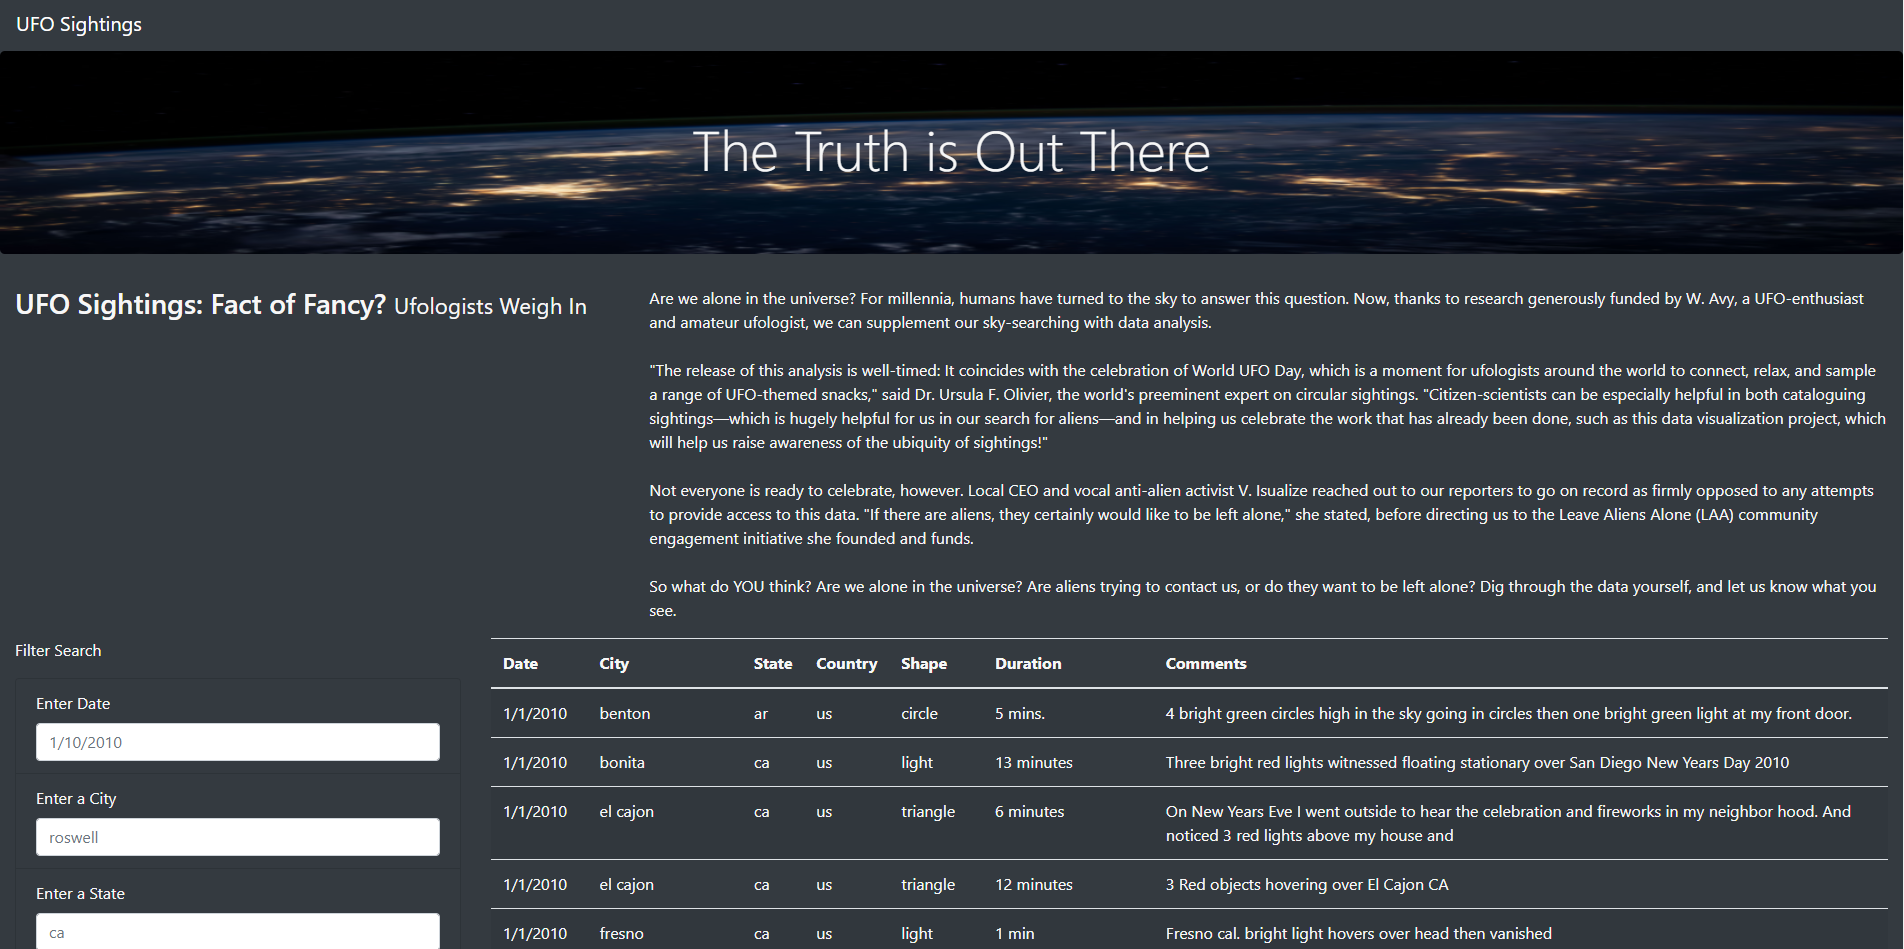 UFO Sightings
The Truth is Out There
UFO Sightings: Fact of Fancy? Ufologists Weigh In
Are we alone in the universe? For millennia, humans have turned to the sky to answer this question. Now, thanks to research generously funded by W. Avy, a UFO-enthusiast
and amateur ufologist, we can supplement our sky-searching with data analysis.
"The release of this analysis is well-timed: It coincides with the celebration of World UFO Day, which is a moment for ufologists around the world to connect, relax, and sample
a range of UFO-themed snacks," said Dr. Ursula F. Olivier, the world's preeminent expert on circular sightings. "Citizen-scientists can be especially helpful in both cataloguing
sightings—which is hugely helpful for us in our search for aliens—and in helping us celebrate the work that has already been done, such as this data visualization project, which
will help us raise awareness of the ubiquity of sightings!"
Not everyone is ready to celebrate, however. Local CEO and vocal anti-alien activist V. Isualize reached out to our reporters to go on record as firmly opposed to any attempts
to provide access to this data. "If there are aliens, they certainly would like to be left alone," she stated, before directing us to the Leave Aliens Alone (LAA) community
engagement initiative she founded and funds.
So what do YOU think? Are we alone in the universe? Are aliens trying to contact us, or do they want to be left alone? Dig through the data yourself, and let us know what you
see.
Filter Search
Enter Date
1/10/2010
Enter a City
roswell
Enter a State
ca
Date City State Country Shape Duration Comments
1/1/2010 benton ar us circle 5 mins. 4 bright green circles high in the sky going in circles then one bright green light at my front door.
1/1/2010 bonita ca us light 13 minutes Three bright red lights witnessed floating stationary over San Diego New Years Day 2010
1/1/2010 el cajon ca us triangle 6 minutes On New Years Eve I went outside to hear the celebration and fireworks in my neighbor hood. And
noticed 3 red lights above my house and
1/1/2010 el cajon ca us triangle 12 minutes 3 Red objects hovering over El Cajon CA
1/1/2010 fresno ca us light 1 min Fresno cal. bright light hovers over head then vanished